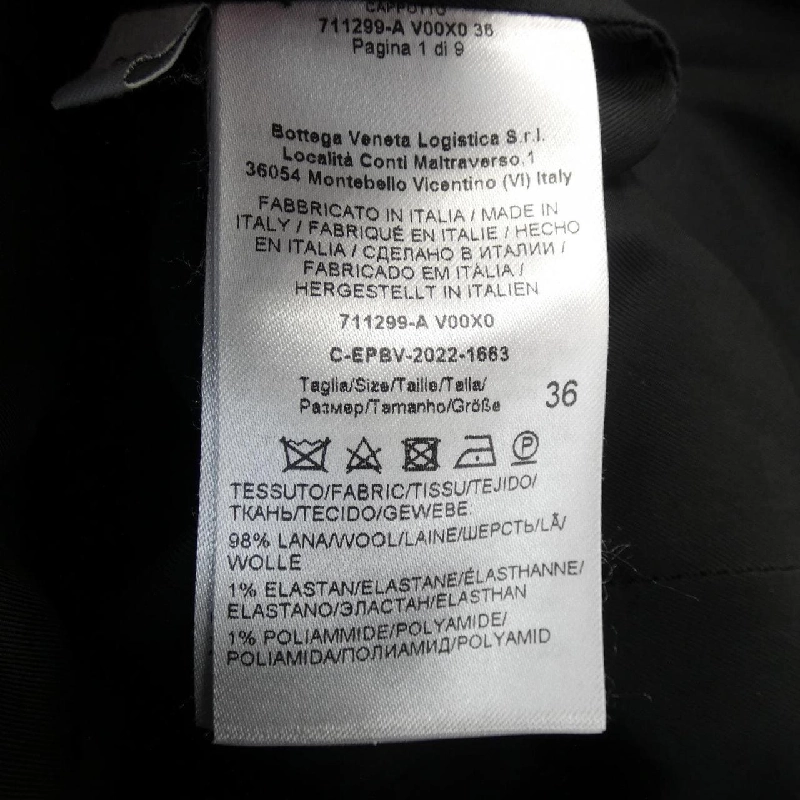 CAPPOTTO
711299-A V00X0 36
Pagina 1 di 9
Bottega Veneta Logistica S.r.l.
Località Conti Maltraverso,1
36054 Montebello Vicentino (VI) Italy
FABBRICATO IN ITALIA / MADE IN
ITALY / FABRIQUÉ EN ITALIE / HECHO
EN ITALIA / СДЕЛАНО В ИТАЛИИ /
FABRICADO EM ITÀLIA /
HERGESTELLT IN ITALIEN
711299-A V00X0
C-EPBV-2022-1663
Taglia/Size/Taille/Talla/
Размер/Tamanho/Größe 36
P
TESSUTO/FABRIC/TISSU/TEJIDO/
ТКАНЬ/TECIDO/GEWEBE
98% LANA/WOOL/LAINE/ШЕРСТЬ/LÃ/
WOLLE
1% ELASTAN/ELASTANE/ÉLASTHANNE/
ELASTANO/ЭЛАСТАН/ELASTHAN
1% POLIAMMIDE/POLYAMIDE/
POLIAMIDA/ПОЛИАМИД/POLYAMID